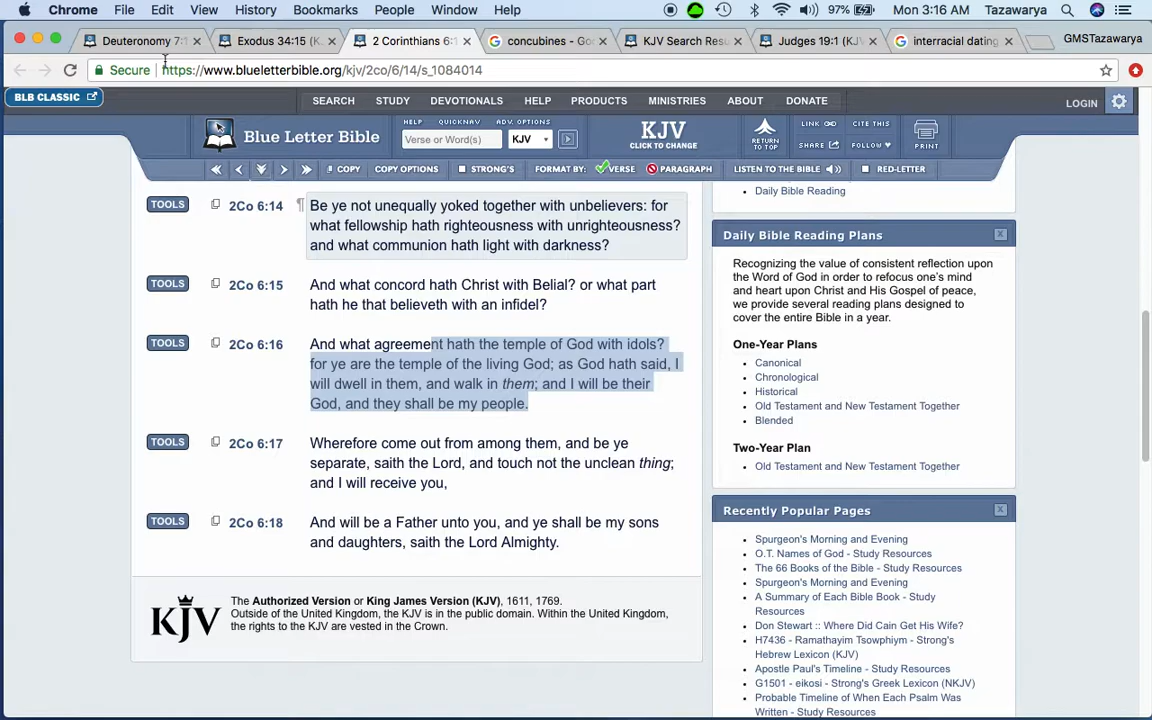 Chrome File Edit View History Bookmarks People Window Help 97% Mon 3:16 AM Tazawarya
Deuteronomy 7:1 Exodus 34:15 (K 2 Corinthians 6:1 concubines - Goo KJV Search Resu Judges 19:1 (KJV interracial dating GMSTazawarya
Secure https://www.blueletterbible.org/kjv/2co/6/14/s_1084014
BLB CLASSIC
SEARCH STUDY DEVOTIONALS HELP PRODUCTS MINISTRIES ABOUT DONATE LOGIN
HELP QUICKNAV ADV. OPTIONS
Blue Letter Bible Verse or Word(s) KJV
KJV
CLICK TO CHANGE
RETURN TO TOP
LINK CITE THIS
SHARE FOLLOW
PRINT
COPY COPY OPTIONS STRONG'S FORMAT BY: VERSE PARAGRAPH LISTEN TO THE BIBLE RED-LETTER
TOOLS 2Co 6:14 ¶ Be ye not unequally yoked together with unbelievers: for
what fellowship hath righteousness with unrighteousness?
and what communion hath light with darkness?
TOOLS 2Co 6:15 And what concord hath Christ with Belial? or what part
hath he that believeth with an infidel?
TOOLS 2Co 6:16 And what agreement hath the temple of God with idols?
for ye are the temple of the living God; as God hath said, I
will dwell in them, and walk in them; and I will be their
God, and they shall be my people.
TOOLS 2Co 6:17 Wherefore come out from among them, and be ye
separate, saith the Lord, and touch not the unclean thing;
and I will receive you,
TOOLS 2Co 6:18 And will be a Father unto you, and ye shall be my sons
and daughters, saith the Lord Almighty.
KJV
The Authorized Version or King James Version (KJV), 1611, 1769.
Outside of the United Kingdom, the KJV is in the public domain. Within the United Kingdom,
the rights to the KJV are vested in the Crown.
Daily Bible Reading
Daily Bible Reading Plans
Recognizing the value of consistent reflection upon
the Word of God in order to refocus one's mind
and heart upon Christ and His Gospel of peace,
we provide several reading plans designed to
cover the entire Bible in a year.
One-Year Plans
Canonical
Chronological
Historical
Old Testament and New Testament Together
Blended
Two-Year Plan
Old Testament and New Testament Together
Recently Popular Pages
Spurgeon's Morning and Evening
O.T. Names of God - Study Resources
The 66 Books of the Bible - Study Resources
Spurgeon's Morning and Evening
A Summary of Each Bible Book - Study
Resources
Don Stewart :: Where Did Cain Get His Wife?
H7436 - Ramathayim Tsowphiym - Strong's
Hebrew Lexicon (KJV)
Apostle Paul's Timeline - Study Resources
G1501 - eikosi - Strong's Greek Lexicon (NKJV)
Probable Timeline of When Each Psalm Was
Written - Study Resources